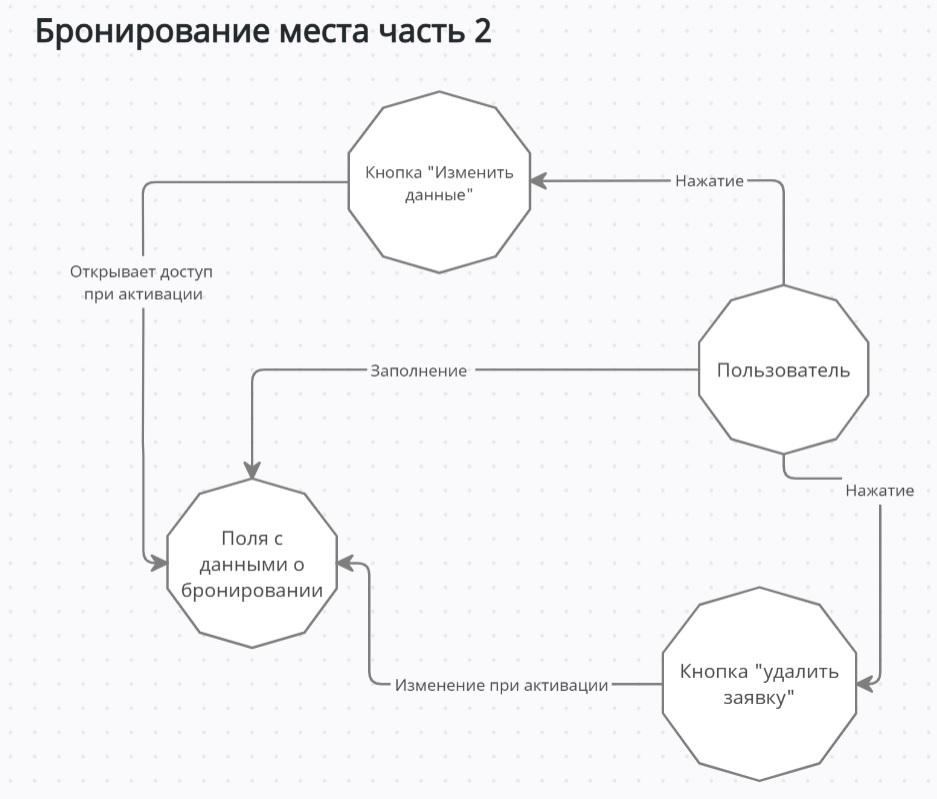 Бронирование места часть 2
Кнопка "Изменить
данные"
Нажатие
Открывает доступ
при активации
Заполнение
Пользователь
Нажатие
Поля с
данными о
бронировании
Кнопка "удалить
заявку"
Изменение при активации